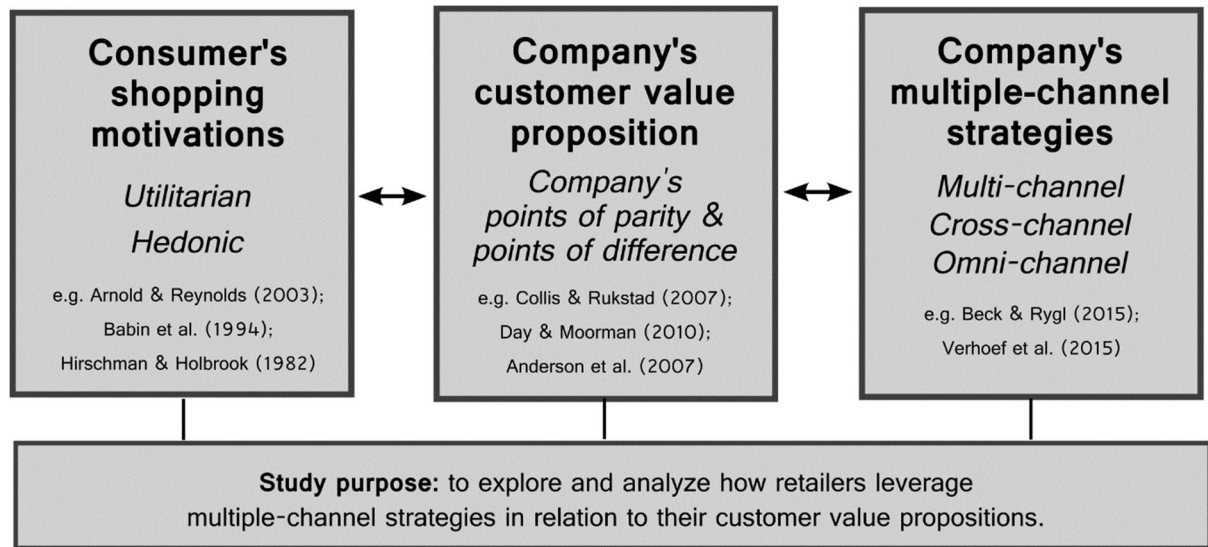 Consumer's
shopping
motivations
Utilitarian
Hedonic
e.g. Arnold & Reynolds (2003);
Babin et al. (1994);
Hirschman & Holbrook (1982)
Company's
customer value
proposition
Company's
points of parity &
points of difference
e.g. Collis & Rukstad (2007);
Day & Moorman (2010);
Anderson et al. (2007)
Company's
multiple-channel
strategies
Multi-channel
Cross-channel
Omni-channel
e.g. Beck & Rygl (2015);
Verhoef et al. (2015)
Study purpose: to explore and analyze how retailers leverage
multiple-channel strategies in relation to their customer value propositions.